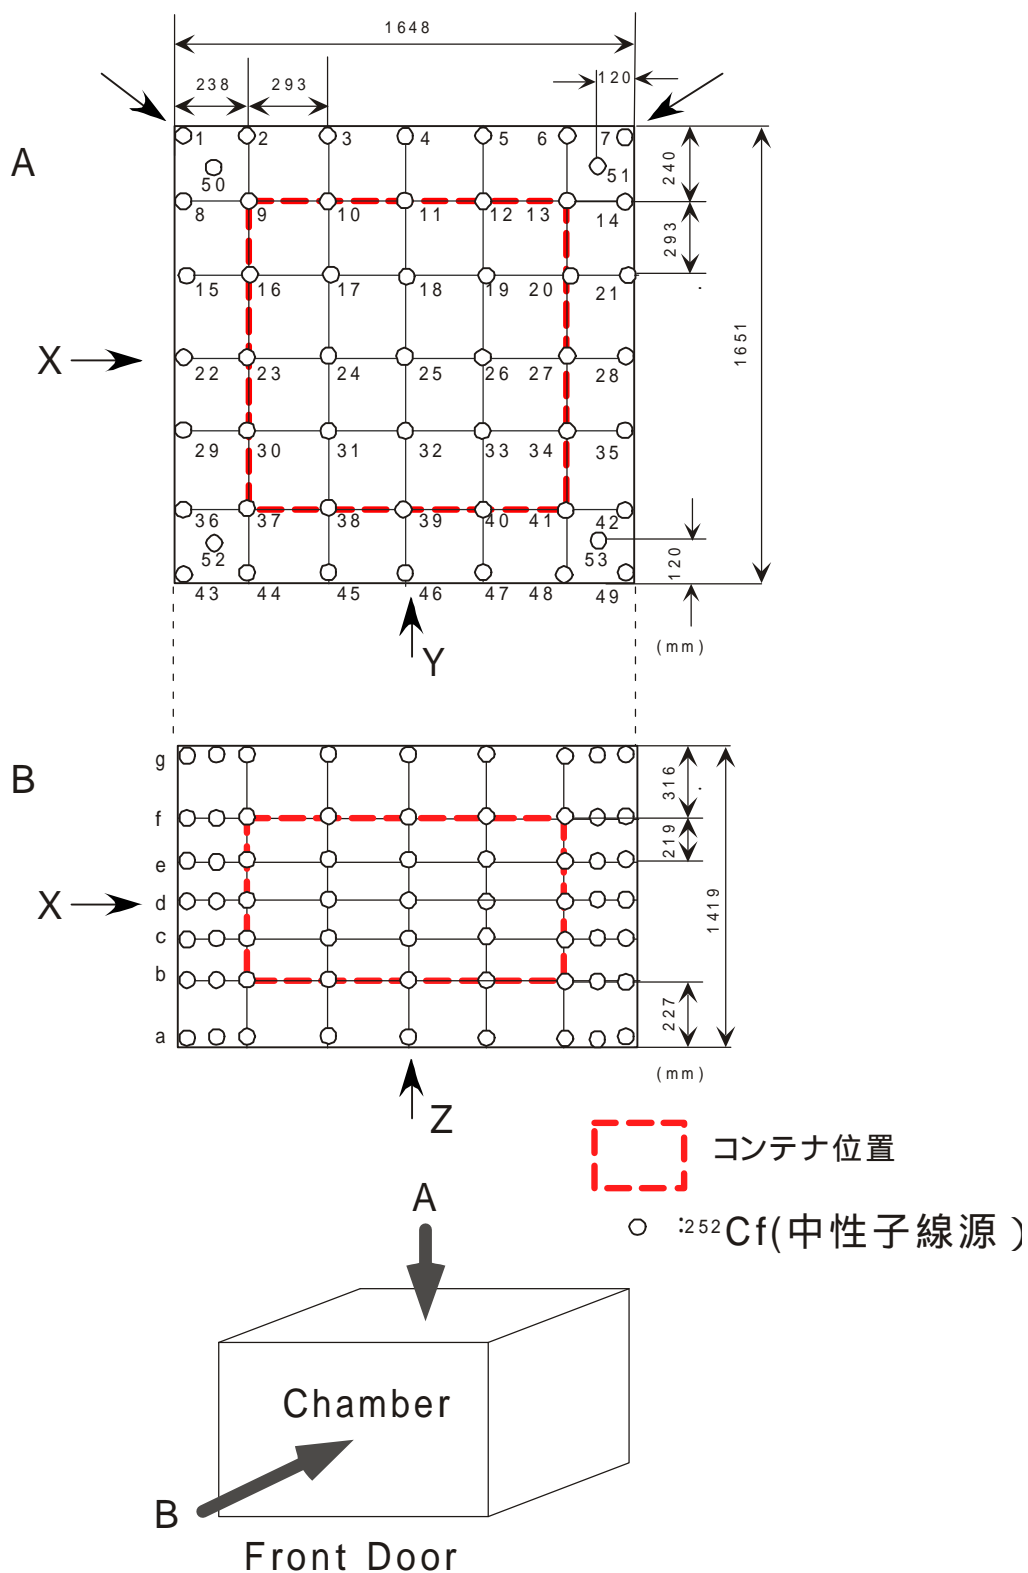 1648
238 293 120
A
1 2 3 4 5 6 7
50 51
240
8 9 10 11 12 13 14
293
15 16 17 18 19 20 21
X
22 23 24 25 26 27 28
1651
29 30 31 32 33 34 35
36 37 38 39 40 41 42
52 53
120
43 44 45 46 47 48 49
(mm)
Y
B
g
316
f
219
e
X
d
1419
c
b
227
a
(mm)
Z
コンテナ位置
:252Cf(中性子線源)
A
Chamber
B
Front Door